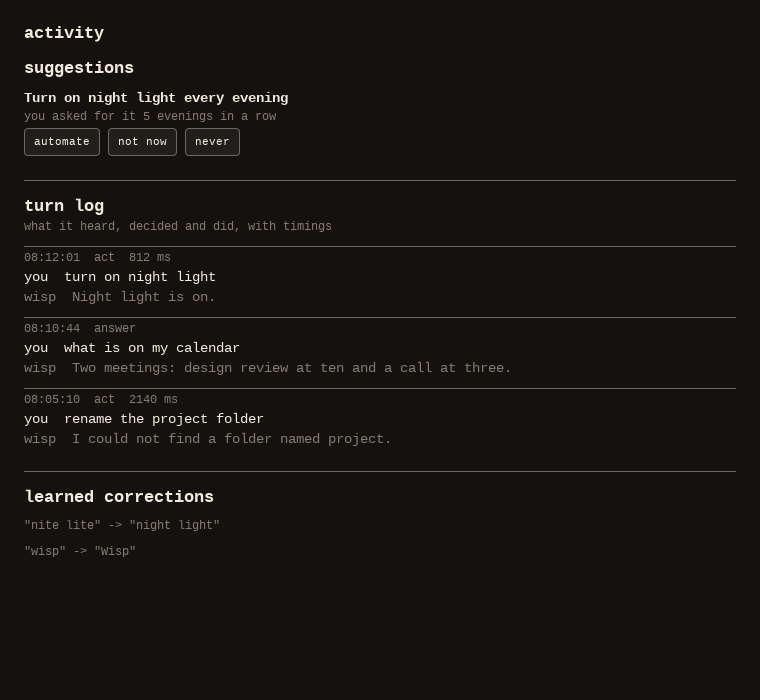 activity
suggestions
Turn on night light every evening
you asked for it 5 evenings in a row
automate not now never
turn log
what it heard, decided and did, with timings
08:12:01 act 812 ms
you turn on night light
wisp Night light is on.
08:10:44 answer
you what is on my calendar
wisp Two meetings: design review at ten and a call at three.
08:05:10 act 2140 ms
you rename the project folder
wisp I could not find a folder named project.
learned corrections
"nite lite" -> "night light"
"wisp" -> "Wisp"